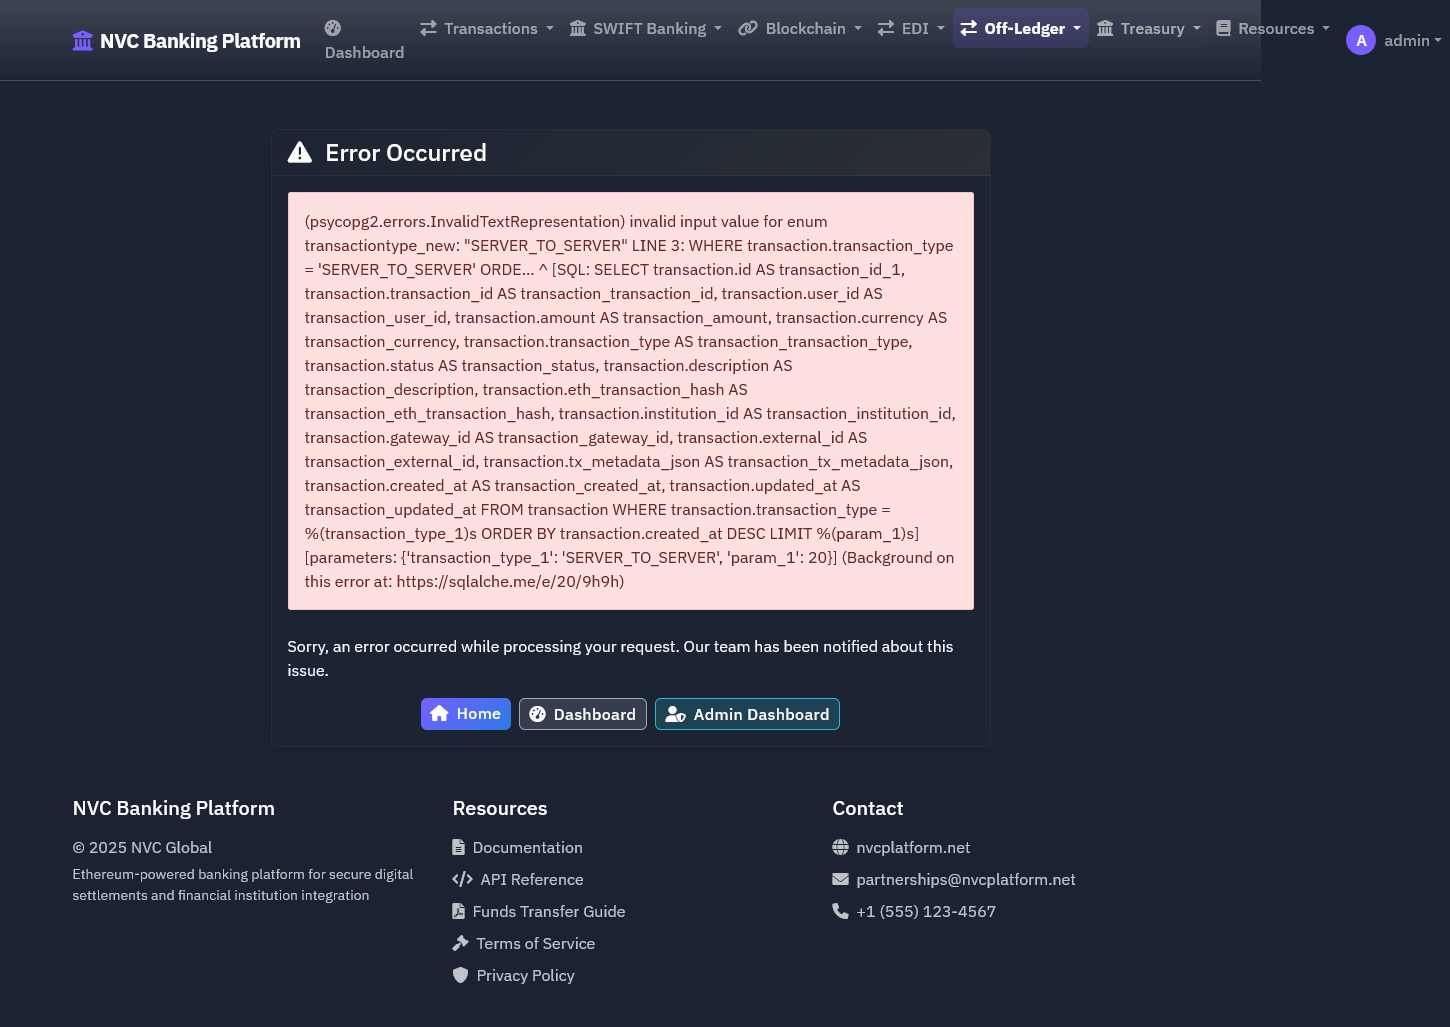 NVC Banking Platform
Dashboard
Transactions
SWIFT Banking
Blockchain
EDI
Off-Ledger
Treasury
Resources
A
admin
Error Occurred
(psycopg2.errors.InvalidTextRepresentation) invalid input value for enum
transactiontype_new: "SERVER_TO_SERVER" LINE 3: WHERE transaction.transaction_type
= 'SERVER_TO_SERVER' ORDE... ^ [SQL: SELECT transaction.id AS transaction_id_1,
transaction.transaction_id AS transaction_transaction_id, transaction.user_id AS
transaction_user_id, transaction.amount AS transaction_amount, transaction.currency AS
transaction_currency, transaction.transaction_type AS transaction_transaction_type,
transaction.status AS transaction_status, transaction.description AS
transaction_description, transaction.eth_transaction_hash AS
transaction_eth_transaction_hash, transaction.institution_id AS transaction_institution_id,
transaction.gateway_id AS transaction_gateway_id, transaction.external_id AS
transaction_external_id, transaction.tx_metadata_json AS transaction_tx_metadata_json,
transaction.created_at AS transaction_created_at, transaction.updated_at AS
transaction_updated_at FROM transaction WHERE transaction.transaction_type =
%(transaction_type_1)s ORDER BY transaction.created_at DESC LIMIT %(param_1)s]
[parameters: {'transaction_type_1': 'SERVER_TO_SERVER', 'param_1': 20}] (Background on
this error at: https://sqlalche.me/e/20/9h9h)
Sorry, an error occurred while processing your request. Our team has been notified about this
issue.
Home
Dashboard
Admin Dashboard
NVC Banking Platform
© 2025 NVC Global
Ethereum-powered banking platform for secure digital
settlements and financial institution integration
Resources
Documentation
API Reference
Funds Transfer Guide
Terms of Service
Privacy Policy
Contact
nvcplatform.net
partnerships@nvcplatform.net
+1 (555) 123-4567